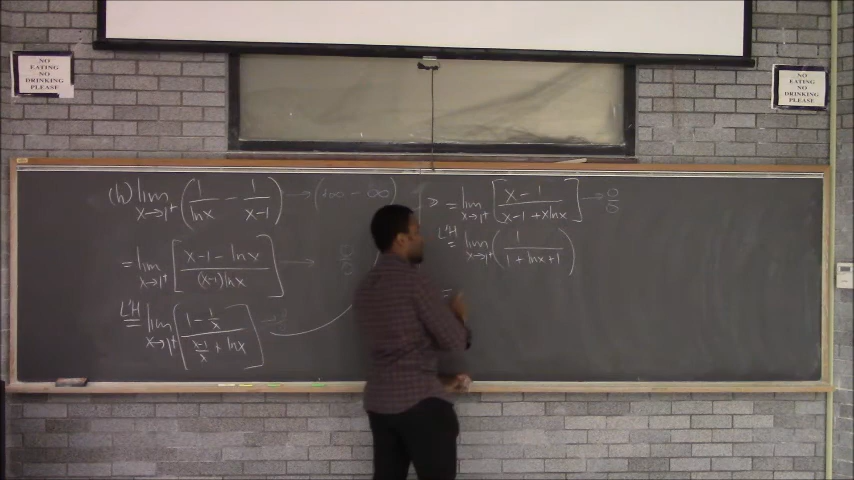 NO
EATING
NO
DRINKING
PLEASE
NO
EATING
NO
DRINKING
PLEASE
(h) lim x→1⁺ (1/lnx − 1/(x−1)) → (+∞ − ∞)
= lim x→1⁺ [(x−1−lnx)/((x−1)lnx)] → 0/0
L'H = lim x→1⁺ [(1−1/x)/((x−1)/x + lnx)]
= lim x→1⁺ [(x−1)/(x−1+xlnx)] → 0/0
L'H = lim x→1⁺ (1/(1+lnx+1))
=